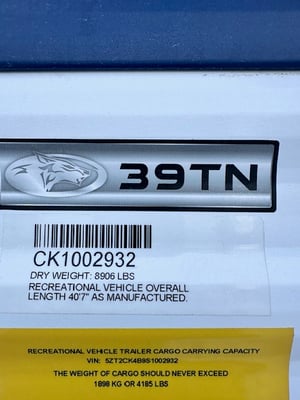 39TN
CK1002932
DRY WEIGHT: 8906 LBS
RECREATIONAL VEHICLE OVERALL
LENGTH 40'7" AS MANUFACTURED.
RECREATIONAL VEHICLE TRAILER CARGO CARRYING CAPACITY
VIN: 5ZT2CK4B9S1002932
THE WEIGHT OF CARGO SHOULD NEVER EXCEED
1898 KG OR 4185 LBS